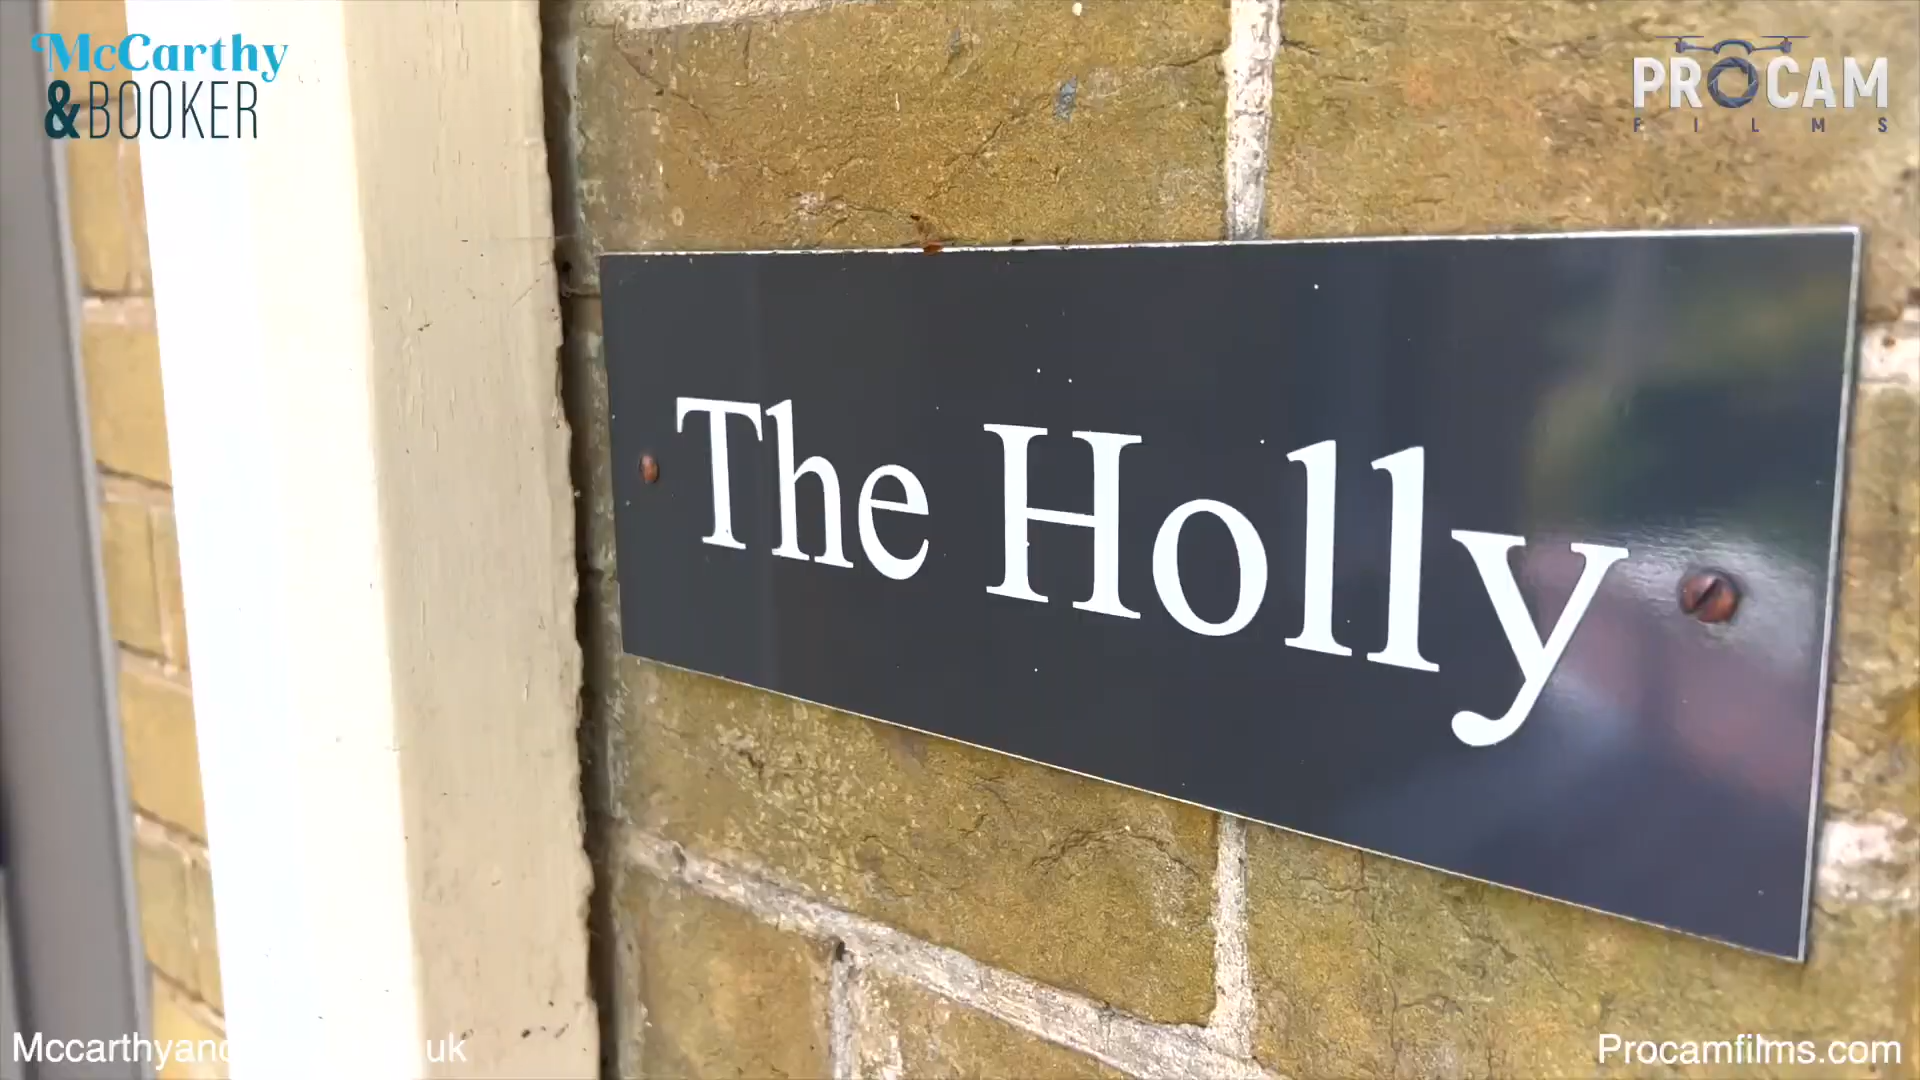 McCarthy
&BOOKER
PROCAM
FILMS
The Holly
Procamfilms.com